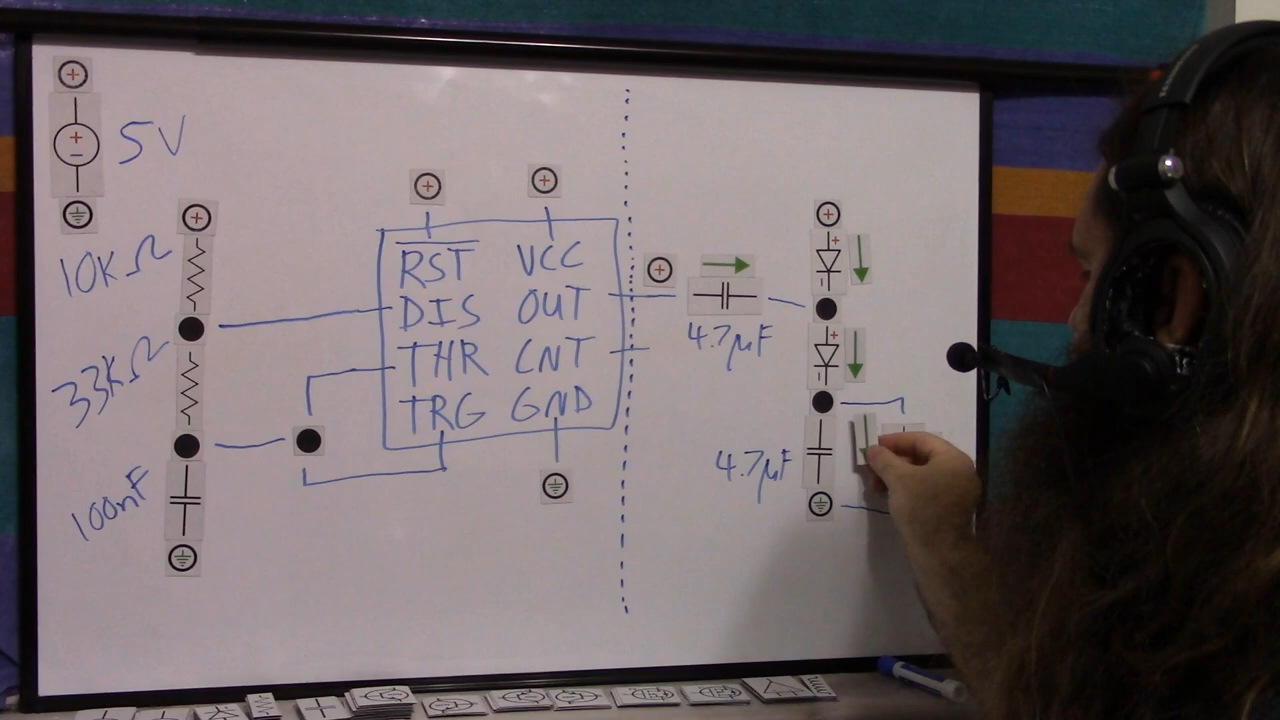 5V
10KΩ
33KΩ
100nF
RST VCC
DIS OUT
THR CNT
TRG GND
4.7µF
4.7µF